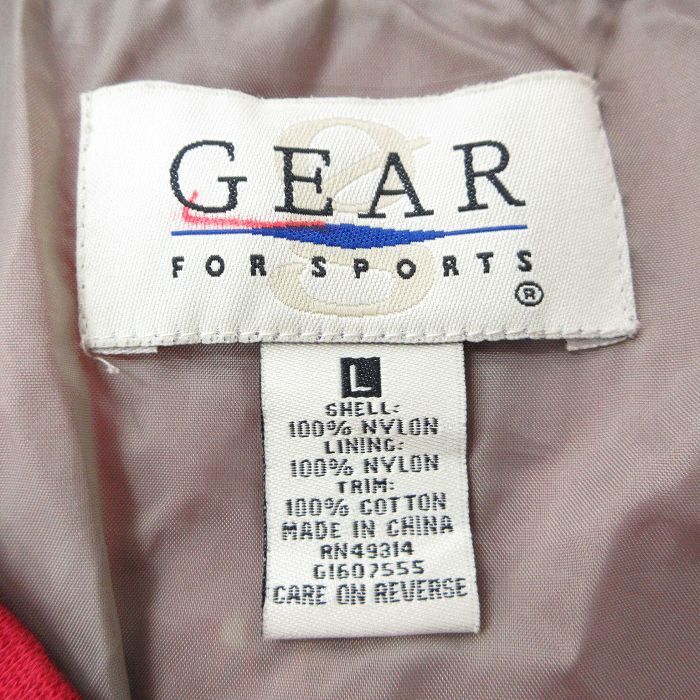 g
GEAR
FOR SPORTS
®
L
SHELL:
100% NYLON
LINING:
100% NYLON
TRIM:
100% COTTON
MADE IN CHINA
RN49314
G1607555
CARE ON REVERSE